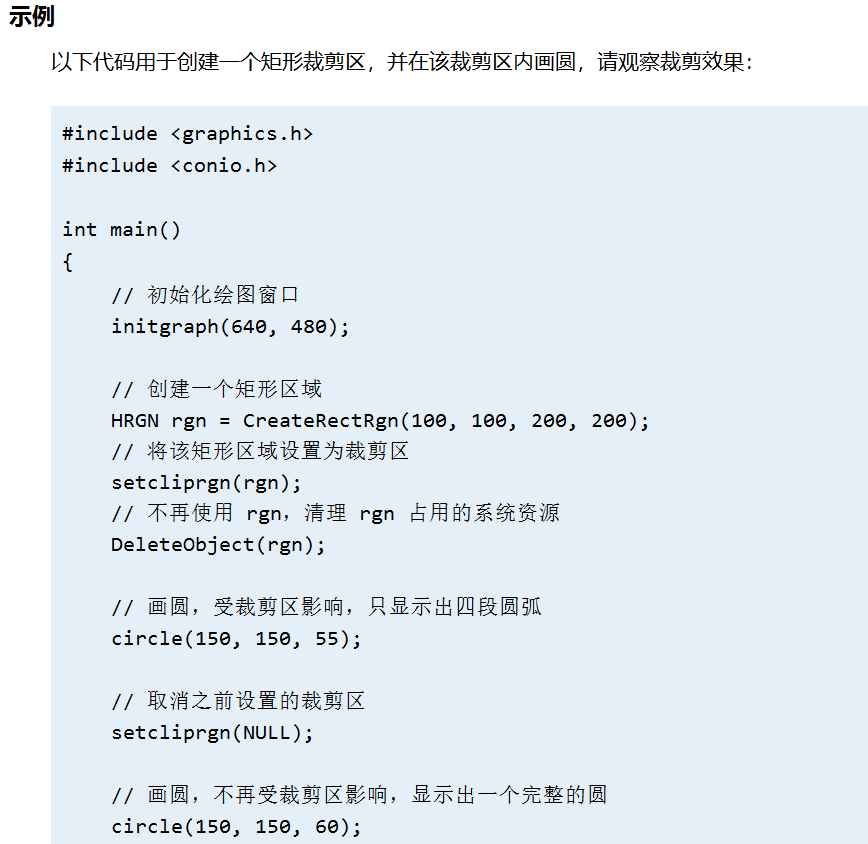 示例
以下代码用于创建一个矩形裁剪区，并在该裁剪区内画圆，请观察裁剪效果：
#include <graphics.h>
#include <conio.h>
int main()
{
// 初始化绘图窗口
initgraph(640, 480);
// 创建一个矩形区域
HRGN rgn = CreateRectRgn(100, 100, 200, 200);
// 将该矩形区域设置为裁剪区
setcliprgn(rgn);
// 不再使用 rgn，清理 rgn 占用的系统资源
DeleteObject(rgn);
// 画圆，受裁剪区影响，只显示出四段圆弧
circle(150, 150, 55);
// 取消之前设置的裁剪区
setcliprgn(NULL);
// 画圆，不再受裁剪区影响，显示出一个完整的圆
circle(150, 150, 60);